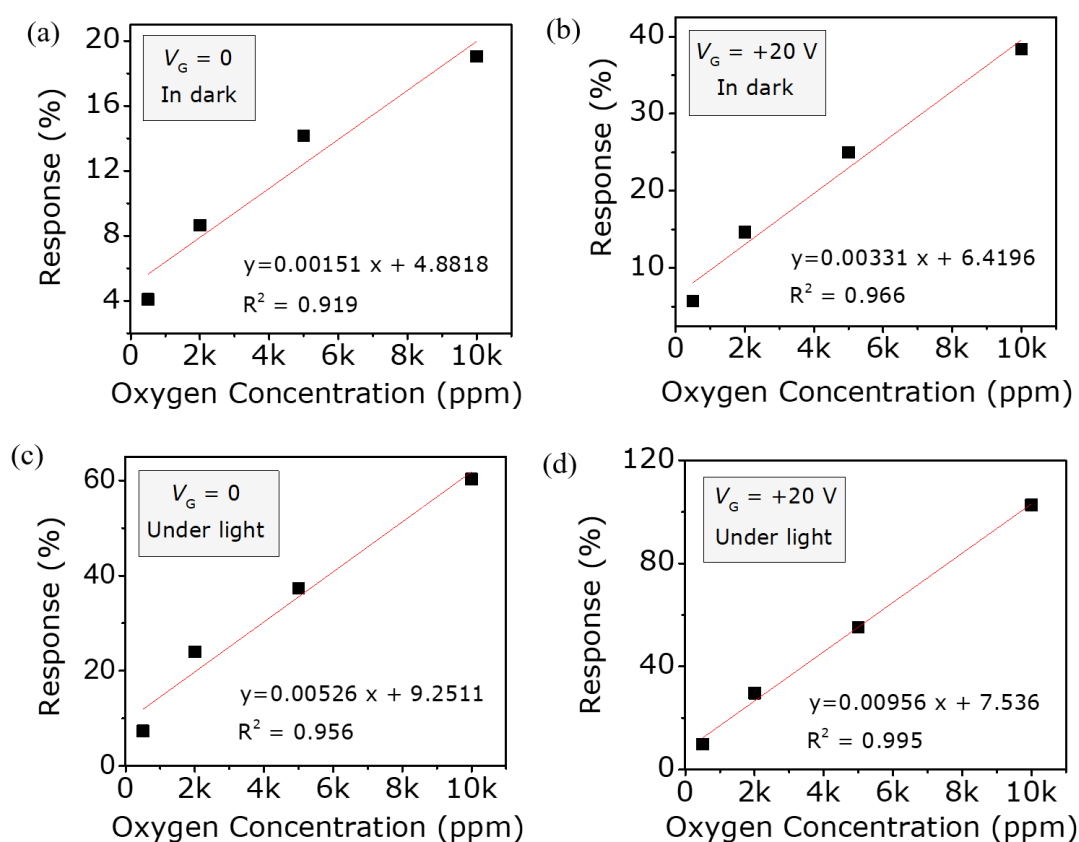 (a)
V_G = 0
In dark
20
16
12
8
4
Response (%)
y=0.00151 x + 4.8818
R² = 0.919
0 2k 4k 6k 8k 10k
Oxygen Concentration (ppm)
(b)
V_G = +20 V
In dark
40
30
20
10
Response (%)
y=0.00331 x + 6.4196
R² = 0.966
0 2k 4k 6k 8k 10k
Oxygen Concentration (ppm)
(c)
V_G = 0
Under light
60
40
20
0
Response (%)
y=0.00526 x + 9.2511
R² = 0.956
0 2k 4k 6k 8k 10k
Oxygen Concentration (ppm)
(d)
V_G = +20 V
Under light
120
80
40
0
Response (%)
y=0.00956 x + 7.536
R² = 0.995
0 2k 4k 6k 8k 10k
Oxygen Concentration (ppm)